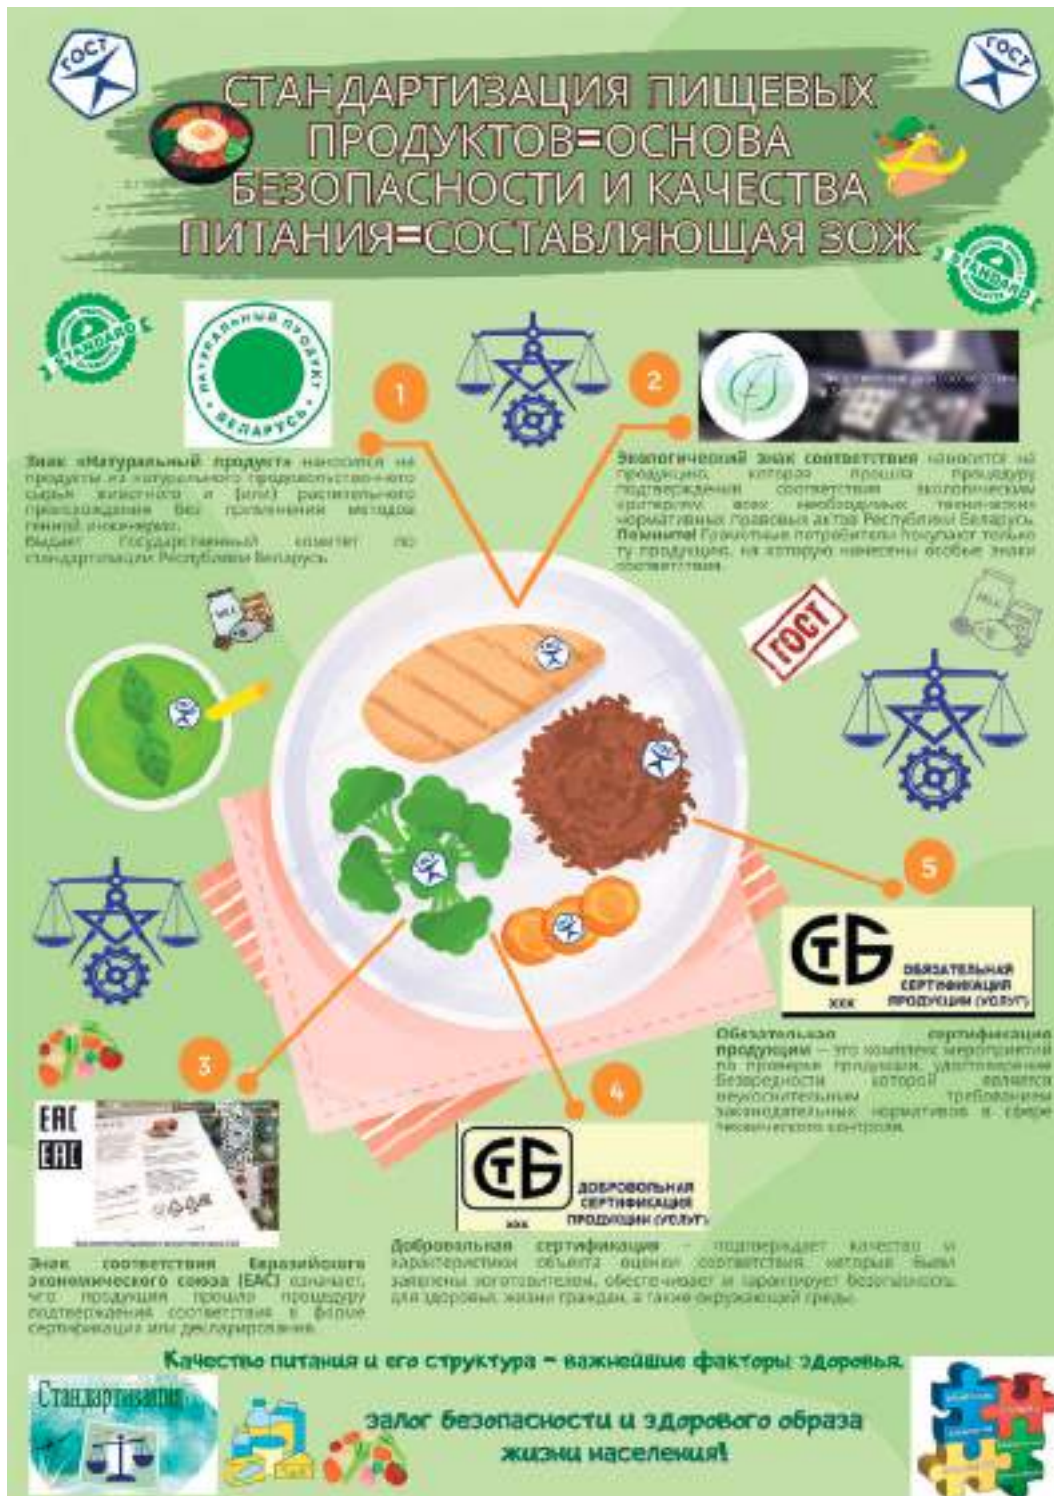 ГОСТ
ГОСТ
СТАНДАРТИЗАЦИЯ ПИЩЕВЫХ
ПРОДУКТОВ=ОСНОВА
БЕЗОПАСНОСТИ И КАЧЕСТВА
ПИТАНИЯ=СОСТАВЛЯЮЩАЯ ЗОЖ
STANDARD
STANDARD
НАТУРАЛЬНЫЙ ПРОДУКТ
БЕЛАРУСЬ
1
2
Знак «Натуральный продукт» наносится на
продукты из натурального продовольственного
сырья животного и (или) растительного
происхождения без применения методов
генной инженерии.
Выдает Государственный комитет по
стандартизации Республики Беларусь.
Экологический знак соответствия наносится на
продукцию, которая прошла процедуру
подтверждения соответствия экологическим
критериям всех необходимых технических
нормативных правовых актов Республики Беларусь.
Помните! Грамотные потребители покупают только
ту продукцию, на которую нанесены особые знаки
соответствия.
MILK
ГОСТ
5
СТБ
ОБЯЗАТЕЛЬНАЯ
СЕРТИФИКАЦИЯ
ПРОДУКЦИИ (УСЛУГ)
XXX
Обязательная сертификация
продукции — это комплекс мероприятий
по проверке продукции, удостоверение
безвредности которой является
неукоснительным требованием
законодательных нормативов в сфере
технического контроля.
3
4
ЕАС
ЕАС
СТБ
ДОБРОВОЛЬНАЯ
СЕРТИФИКАЦИЯ
ПРОДУКЦИИ (УСЛУГ)
XXX
Знак соответствия Евразийского
экономического союза (ЕАС) означает,
что продукция прошла процедуру
подтверждения соответствия в форме
сертификации или декларирования.
Добровольная сертификация – подтверждает качество и
характеристики объекта оценки соответствия, которые были
заявлены изготовителем, обеспечивает и гарантирует безопасность
для здоровья, жизни граждан, а также окружающей среды.
Качество питания и его структура – важнейшие факторы здоровья,
Стандартизация
залог безопасности и здорового образа
жизни населения!